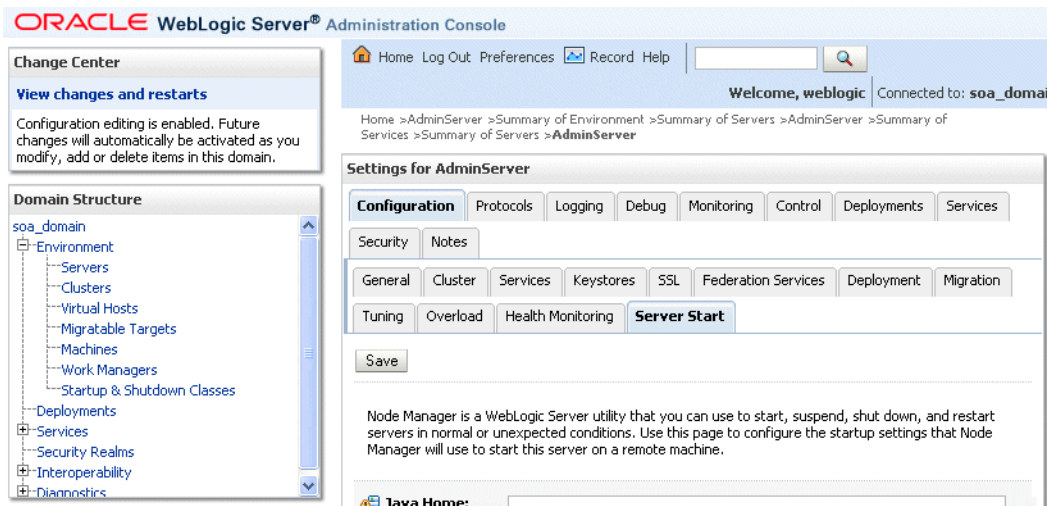 ORACLE WebLogic Server® Administration Console
Change Center
View changes and restarts
Configuration editing is enabled. Future
changes will automatically be activated as you
modify, add or delete items in this domain.
Domain Structure
soa_domain
Environment
Servers
Clusters
Virtual Hosts
Migratable Targets
Machines
Work Managers
Startup & Shutdown Classes
Deployments
Services
Security Realms
Interoperability
Diagnostics
Home Log Out Preferences Record Help
Welcome, weblogic Connected to: soa_domai
Home >AdminServer >Summary of Environment >Summary of Servers >AdminServer >Summary of
Services >Summary of Servers >AdminServer
Settings for AdminServer
Configuration Protocols Logging Debug Monitoring Control Deployments Services
Security Notes
General Cluster Services Keystores SSL Federation Services Deployment Migration
Tuning Overload Health Monitoring Server Start
Save
Node Manager is a WebLogic Server utility that you can use to start, suspend, shut down, and restart
servers in normal or unexpected conditions. Use this page to configure the startup settings that Node
Manager will use to start this server on a remote machine.
Java Home: